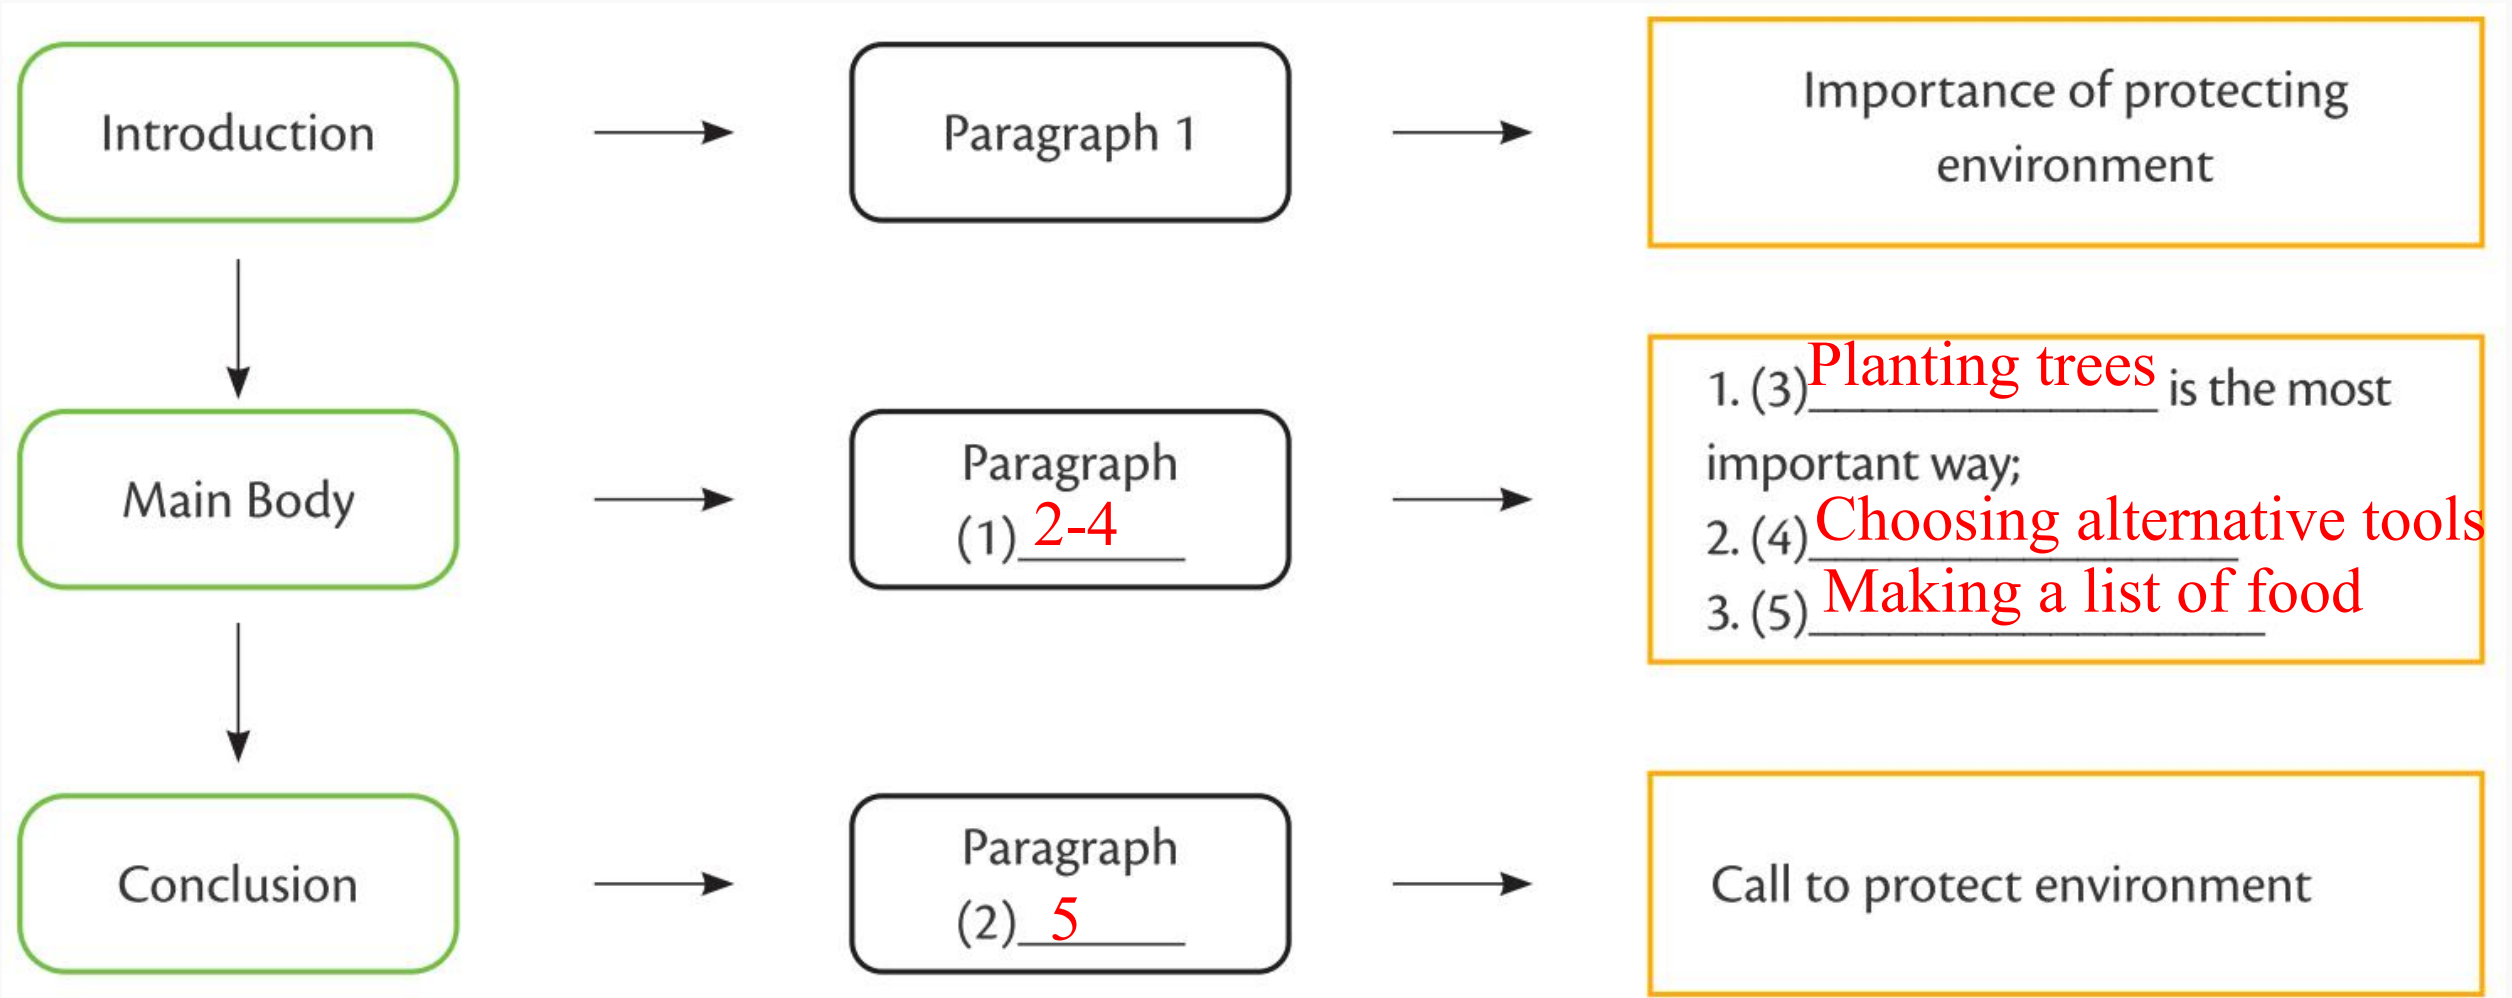 Introduction
Paragraph 1
Importance of protecting
environment
Main Body
Paragraph
(1) 2-4
1. (3) Planting trees is the most
important way;
2. (4) Choosing alternative tools
3. (5) Making a list of food
Conclusion
Paragraph
(2) 5
Call to protect environment